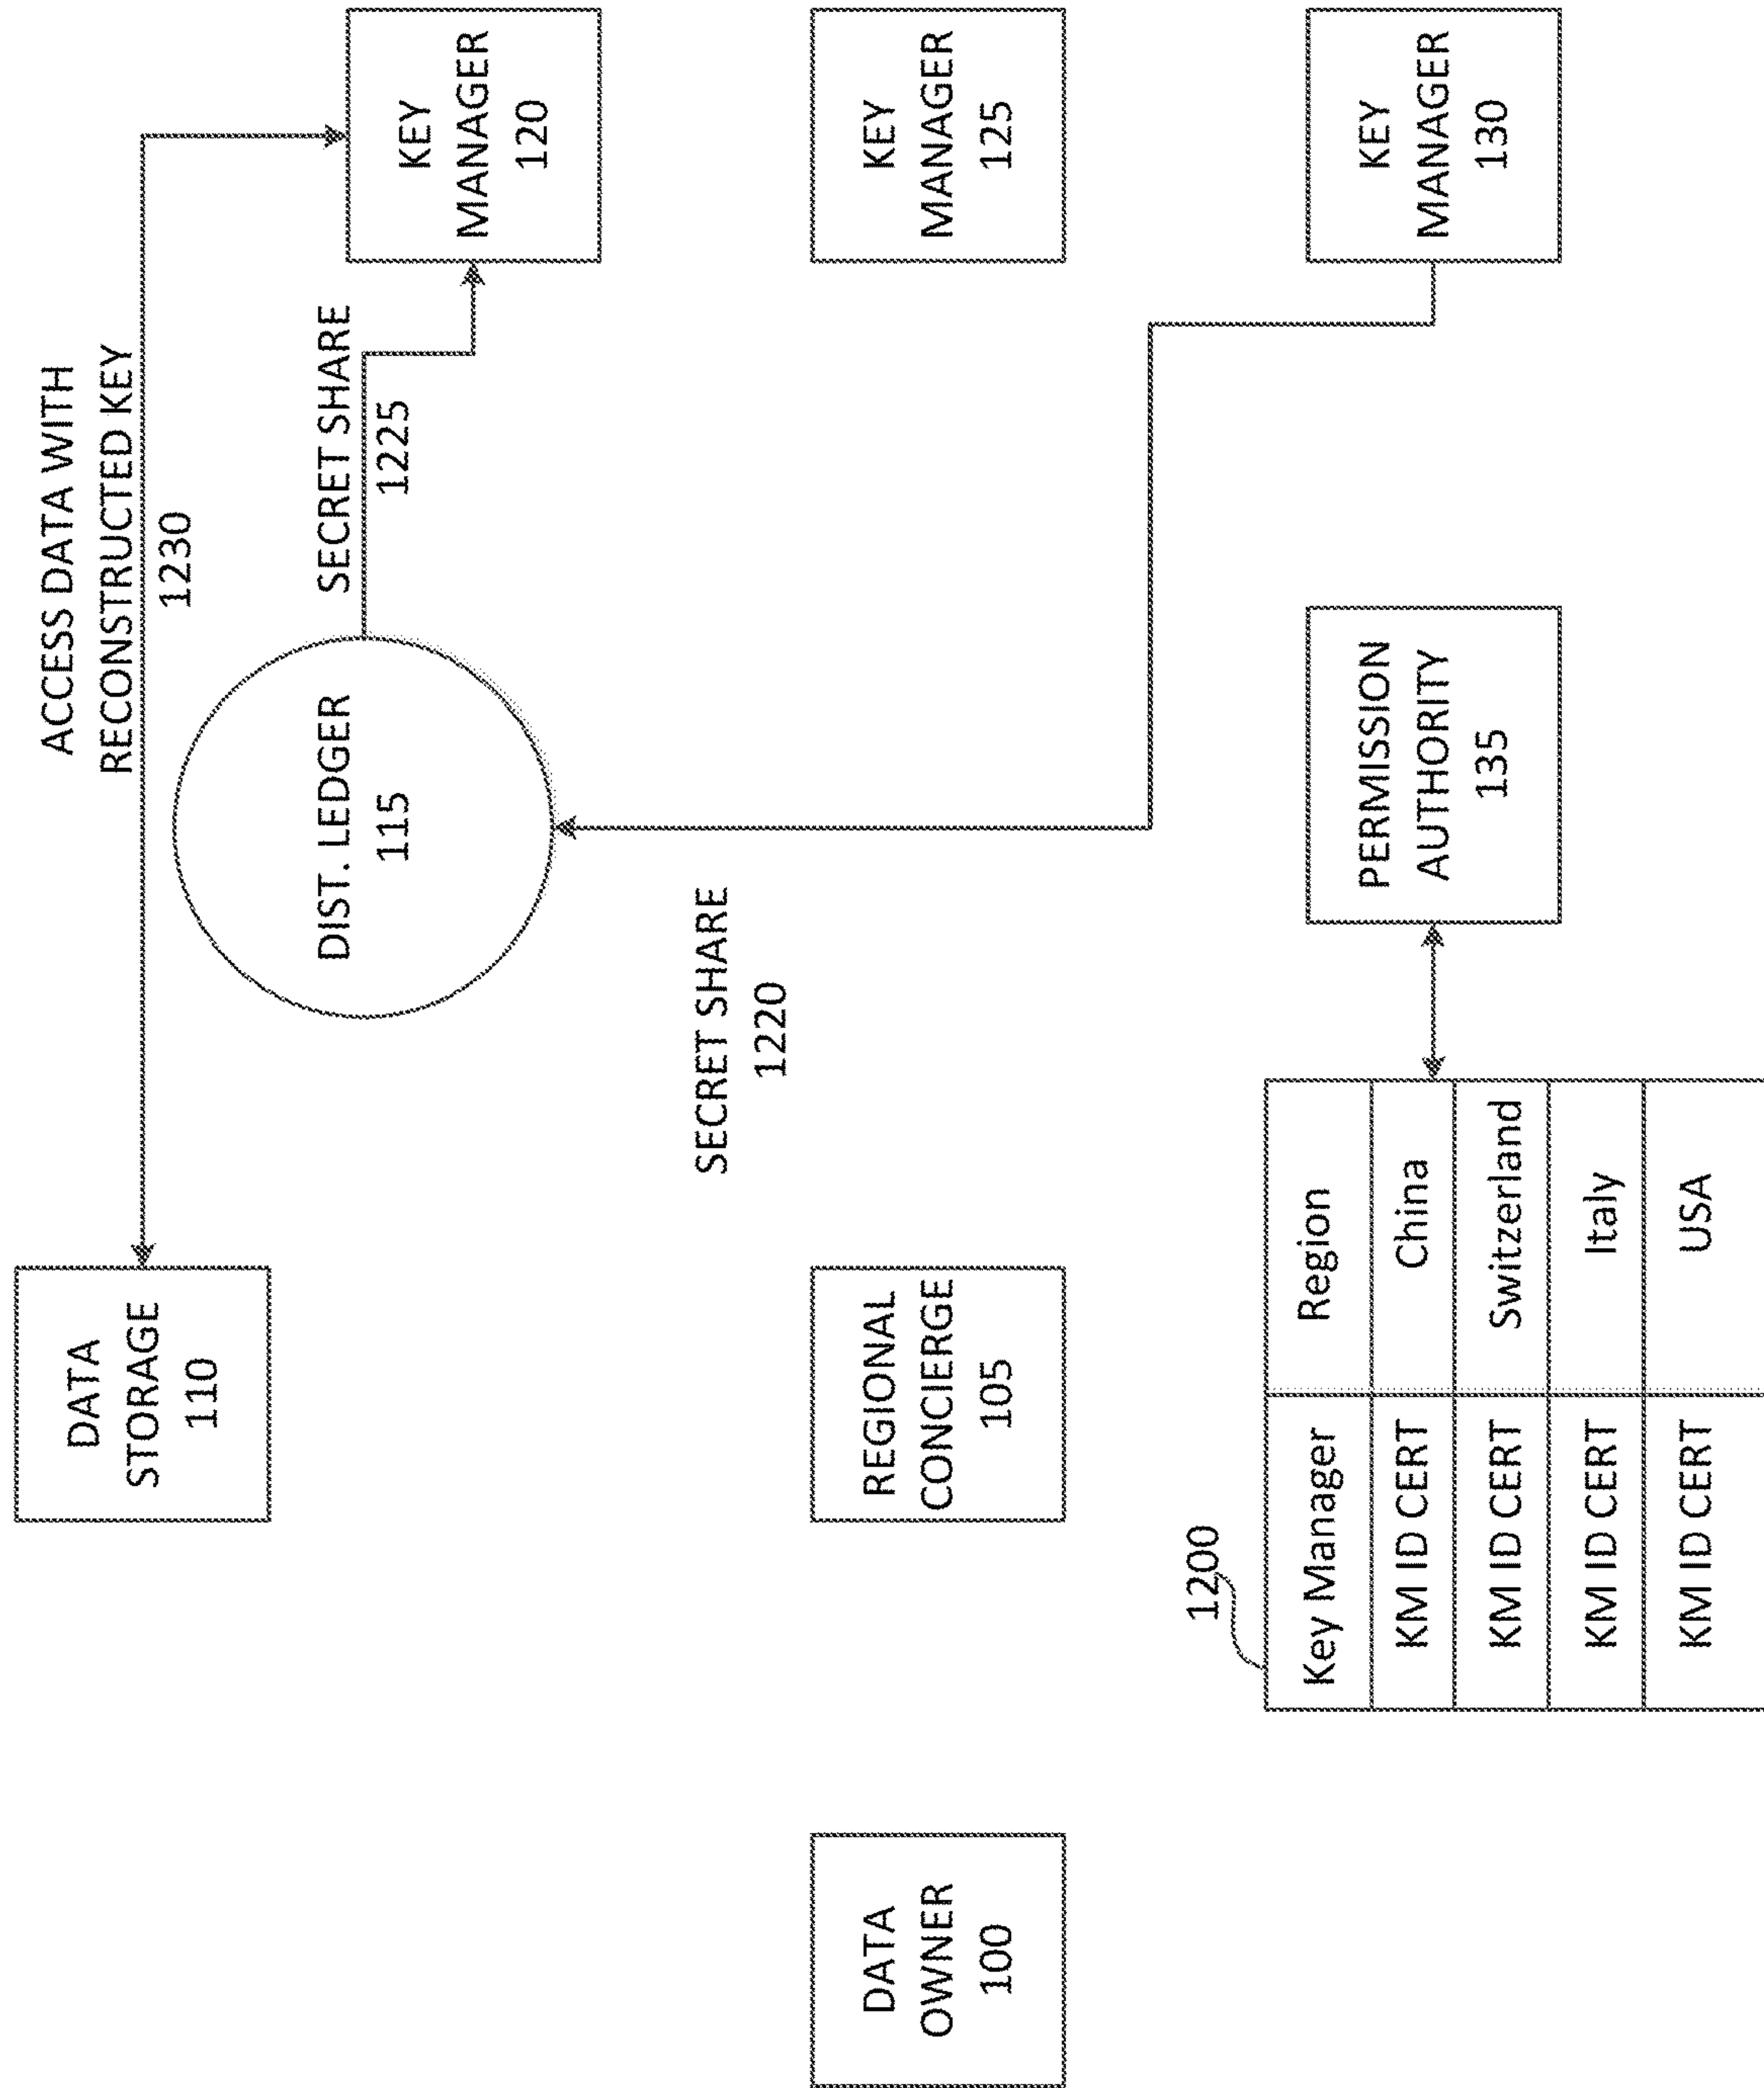 ACCESS DATA WITH
RECONSTRUCTED KEY
1230
DATA
STORAGE
110
DIST. LEDGER
115
SECRET SHARE
1225
KEY
MANAGER
120
SECRET SHARE
1220
DATA
OWNER
100
REGIONAL
CONCIERGE
105
KEY
MANAGER
125
1200
Key Manager Region
KM ID CERT China
KM ID CERT Switzerland
KM ID CERT Italy
KM ID CERT USA
PERMISSION
AUTHORITY
135
KEY
MANAGER
130